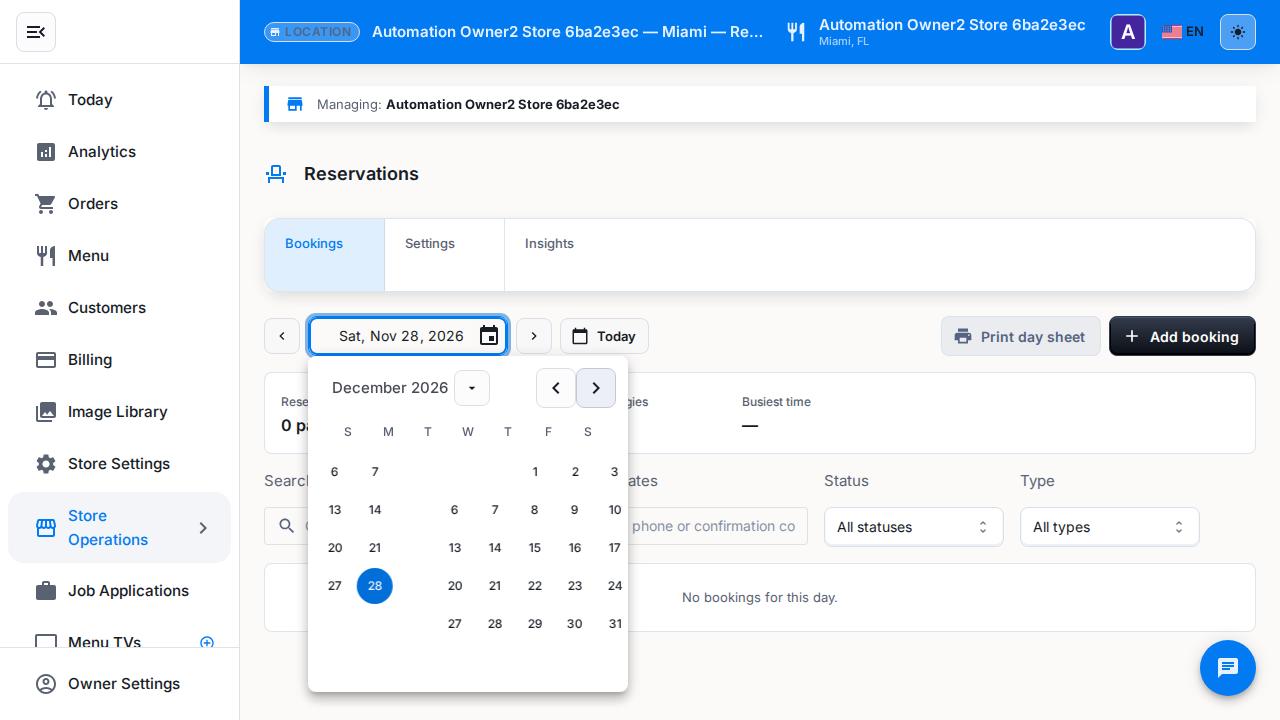 LOCATION
Automation Owner2 Store 6ba2e3ec — Miami — Re...
Automation Owner2 Store 6ba2e3ec
Miami, FL
A
EN
Today
Analytics
Orders
Menu
Customers
Billing
Image Library
Store Settings
Store
Operations
Job Applications
Menu TVs
Owner Settings
Managing: Automation Owner2 Store 6ba2e3ec
Reservations
Bookings
Settings
Insights
Sat, Nov 28, 2026
Today
Print day sheet
Add booking
December 2026
S M T W T F S
6 7 1 2 3
13 14 6 7 8 9 10
20 21 13 14 15 16 17
27 28 20 21 22 23 24
27 28 29 30 31
Busiest time
0
—
Status
Type
phone or confirmation co
All statuses
All types
No bookings for this day.